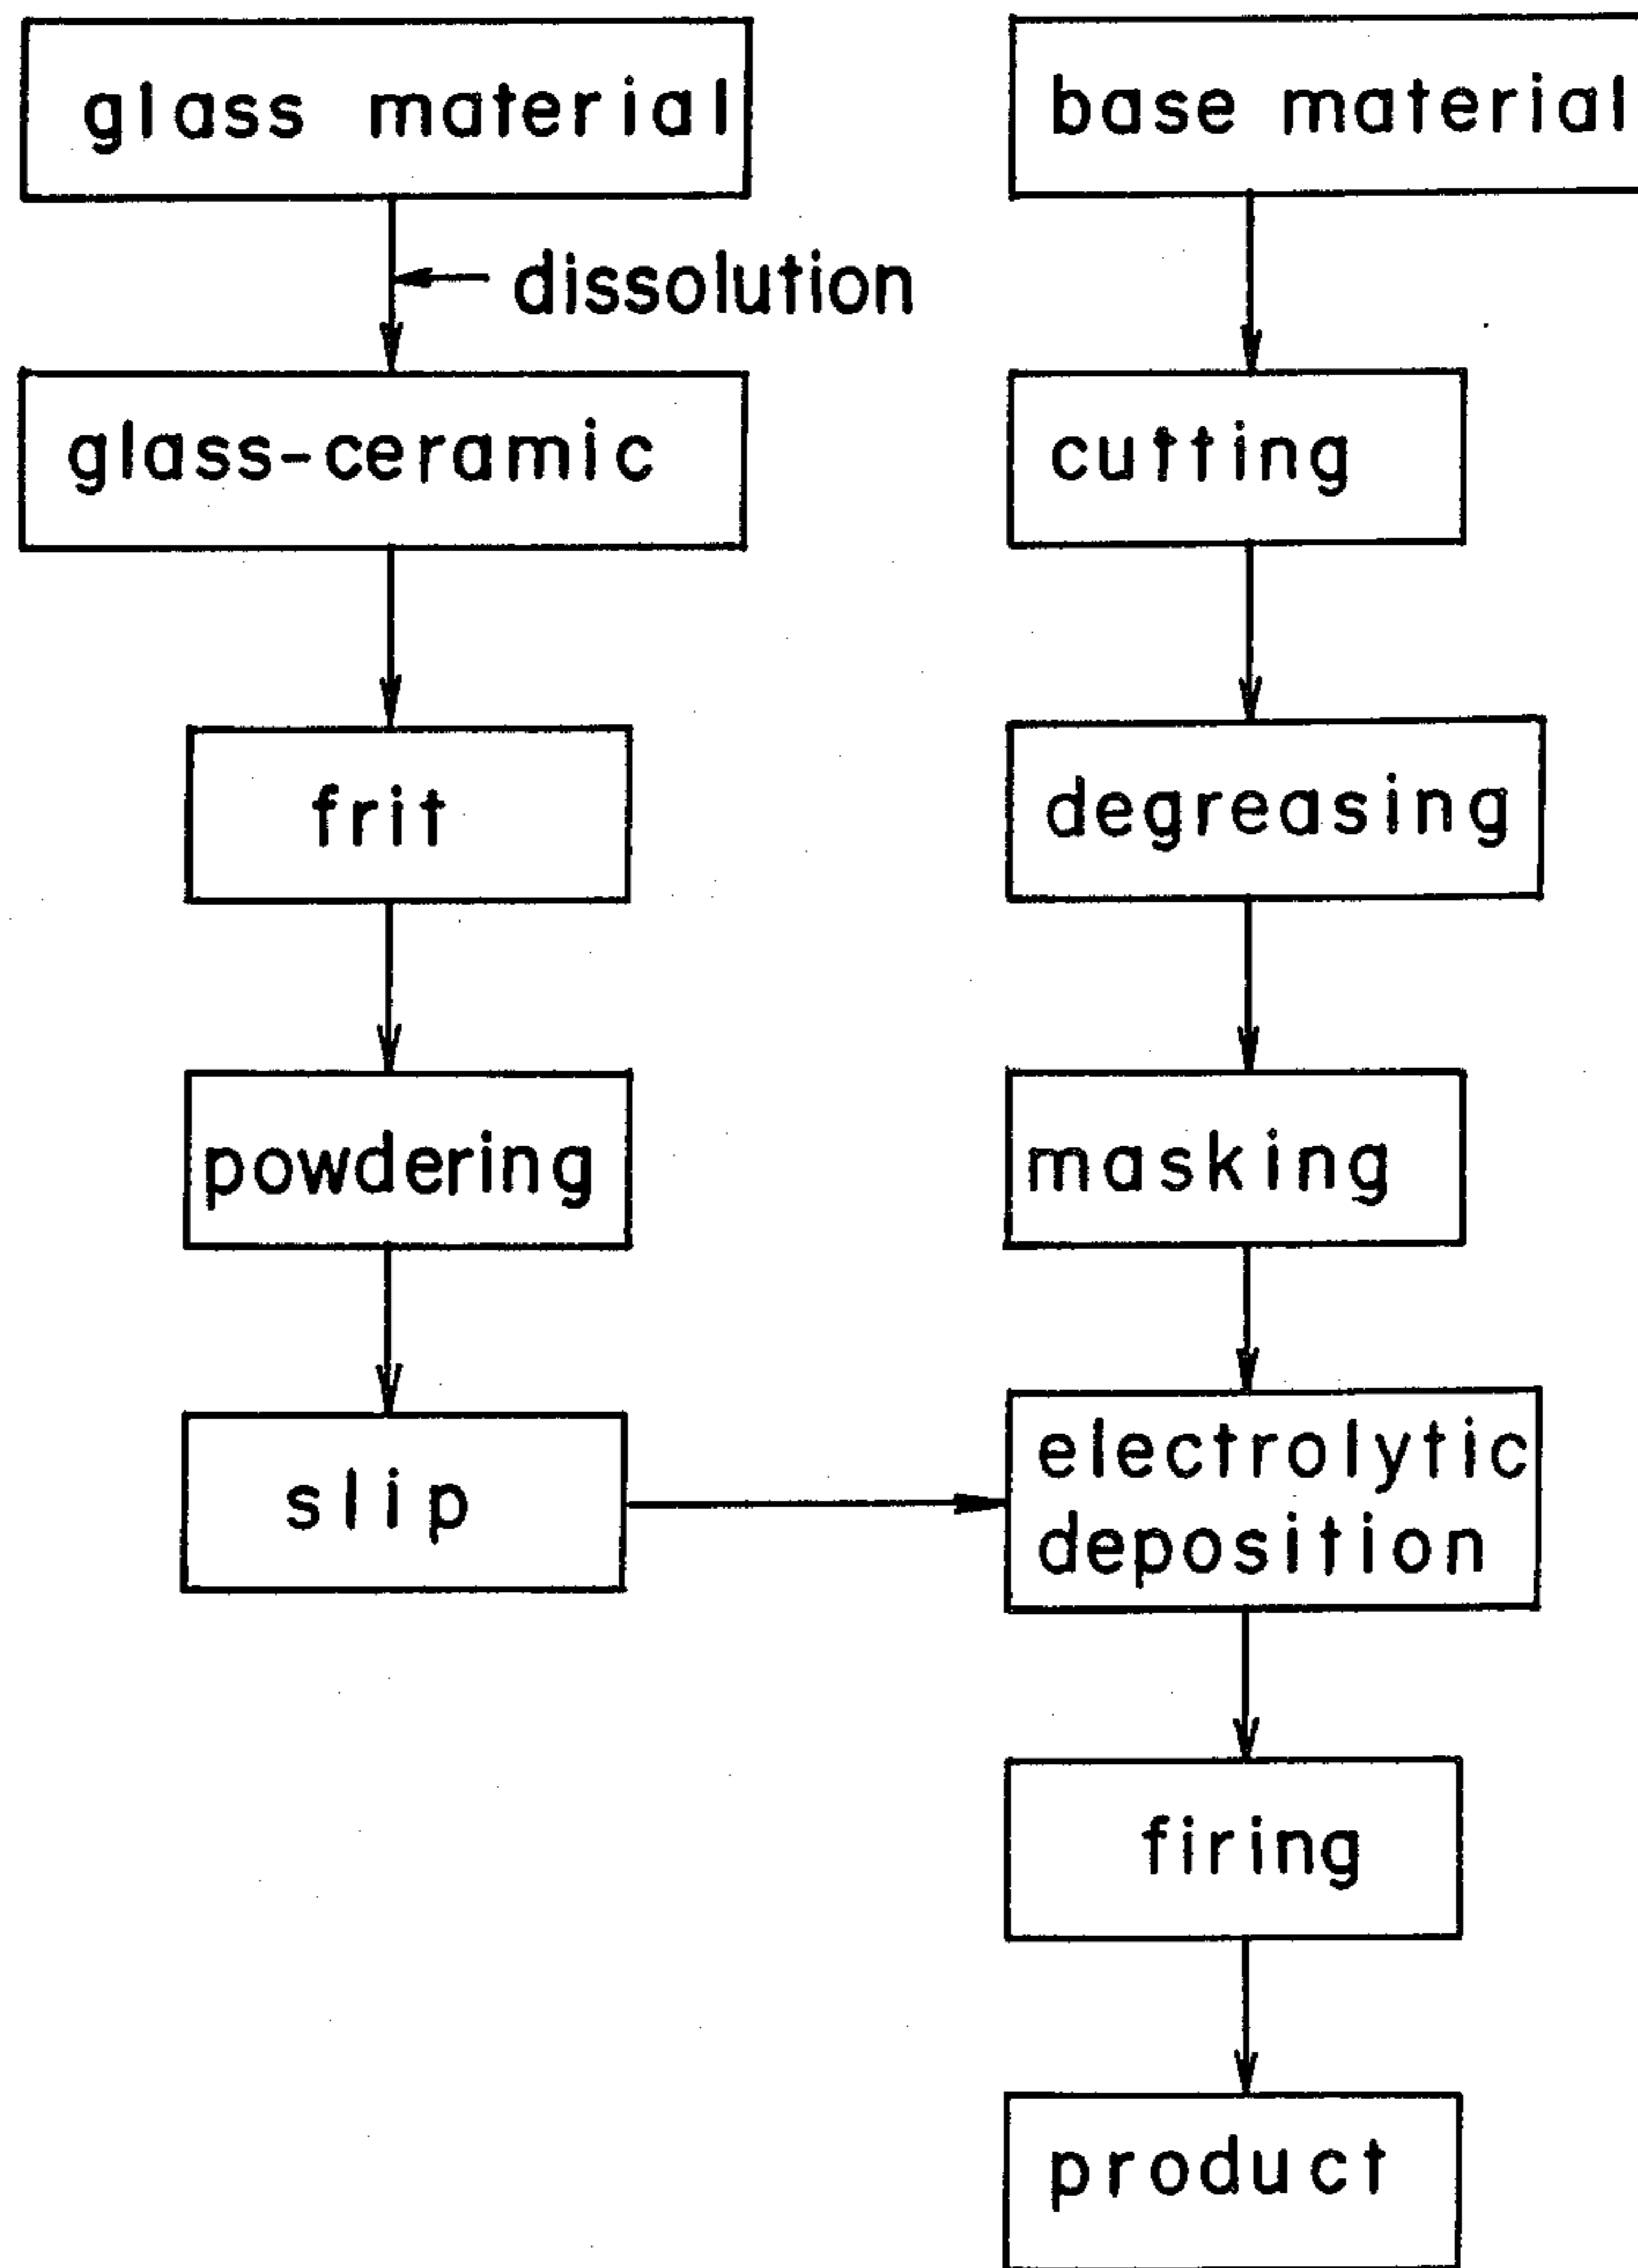 glass material
dissolution
glass-ceramic
frit
powdering
slip
base material
cutting
degreasing
masking
electrolytic
deposition
firing
product